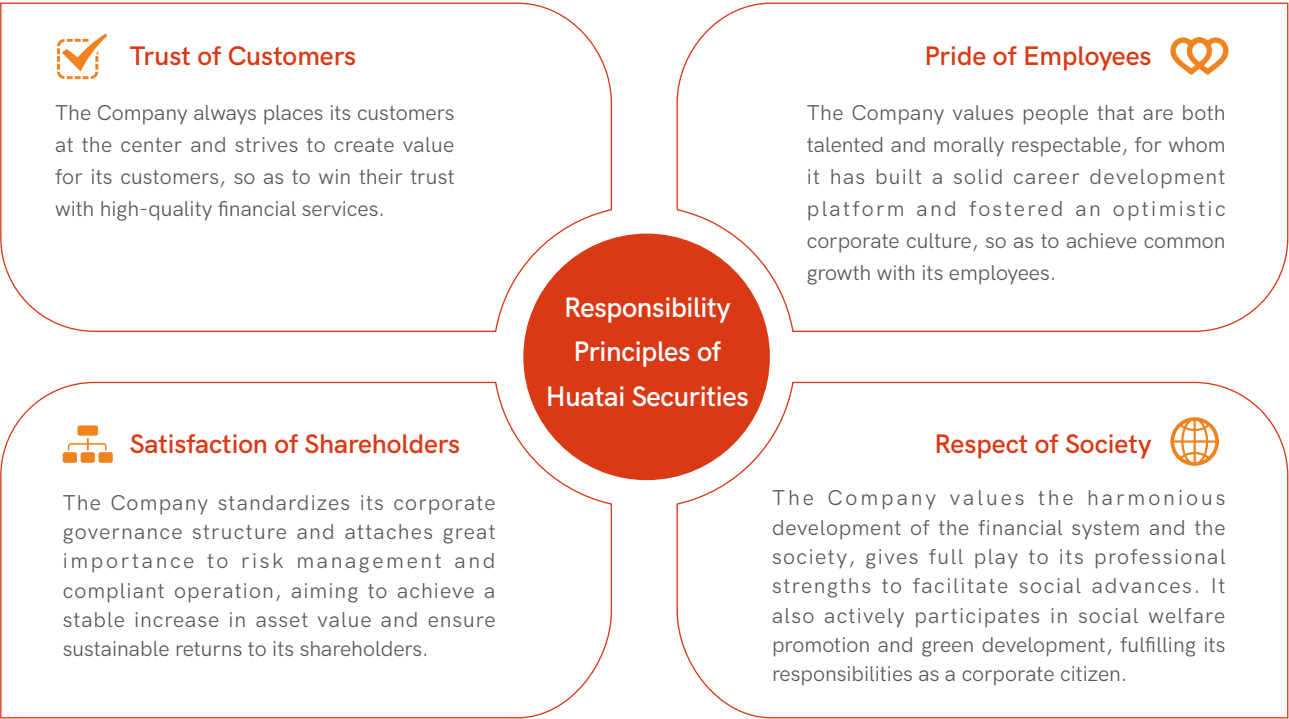 Trust of Customers
The Company always places its customers
at the center and strives to create value
for its customers, so as to win their trust
with high-quality financial services.
Pride of Employees
The Company values people that are both
talented and morally respectable, for whom
it has built a solid career development
platform and fostered an optimistic
corporate culture, so as to achieve common
growth with its employees.
Responsibility
Principles of
Huatai Securities
Satisfaction of Shareholders
The Company standardizes its corporate
governance structure and attaches great
importance to risk management and
compliant operation, aiming to achieve a
stable increase in asset value and ensure
sustainable returns to its shareholders.
Respect of Society
The Company values the harmonious
development of the financial system and the
society, gives full play to its professional
strengths to facilitate social advances. It
also actively participates in social welfare
promotion and green development, fulfilling its
responsibilities as a corporate citizen.